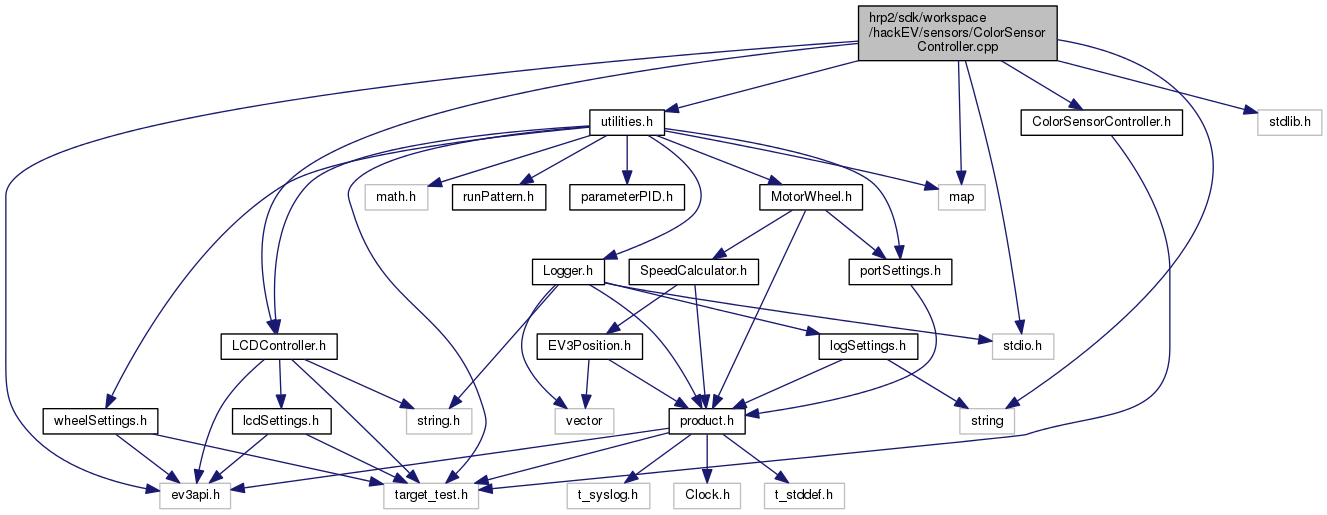 hrp2/sdk/workspace
/hackEV/sensors/ColorSensor
Controller.cpp
utilities.h
ColorSensorController.h
stdlib.h
math.h
runPattern.h
parameterPID.h
MotorWheel.h
map
Logger.h
SpeedCalculator.h
portSettings.h
LCDController.h
EV3Position.h
logSettings.h
stdio.h
wheelSettings.h
lcdSettings.h
string.h
vector
product.h
string
ev3api.h
target_test.h
t_syslog.h
Clock.h
t_stddef.h